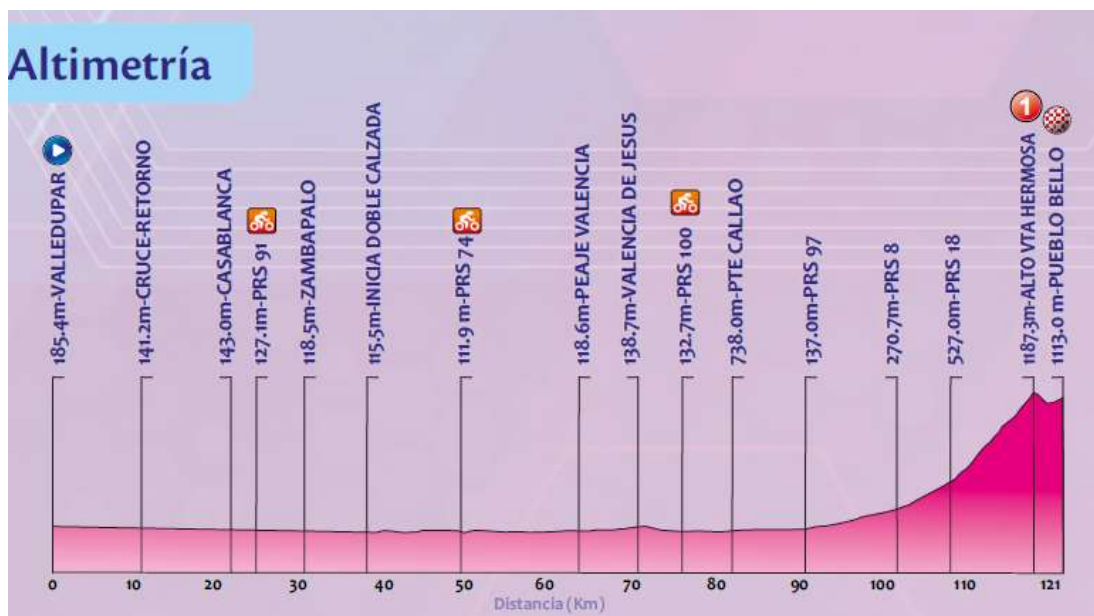 Altimetría
185.4m-VALLEDUPAR
141.2m-CRUCE-RETORNO
143.0m-CASABLANCA
127.1m-PRS 91
118.5m-ZAMBAPALO
115.5m-INICIA DOBLE CALZADA
111.9 m-PRS 74
118.6m-PEAJE VALENCIA
138.7m-VALENCIA DE JESUS
132.7m-PRS 100
738.0m-PTE CALLAO
137.0m-PRS 97
270.7m-PRS 8
527.0m-PRS 18
1187.3m-ALTO VTA HERMOSA
1113.0 m-PUEBLO BELLO
1
0 10 20 30 40 50 60 70 80 90 100 110 121
Distancia (Km)